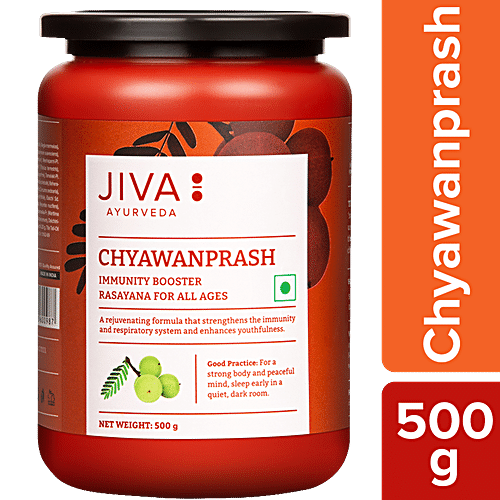 JIVA
AYURVEDA
CHYAWANPRASH
IMMUNITY BOOSTER
RASAYANA FOR ALL AGES
A rejuvenating formula that strengthens the immunity
and respiratory system and enhances youthfulness.
Good Practice: For a
strong body and peaceful
mind, sleep early in a
quiet, dark room.
NET WEIGHT: 500 g
Chyawanprash
500
g